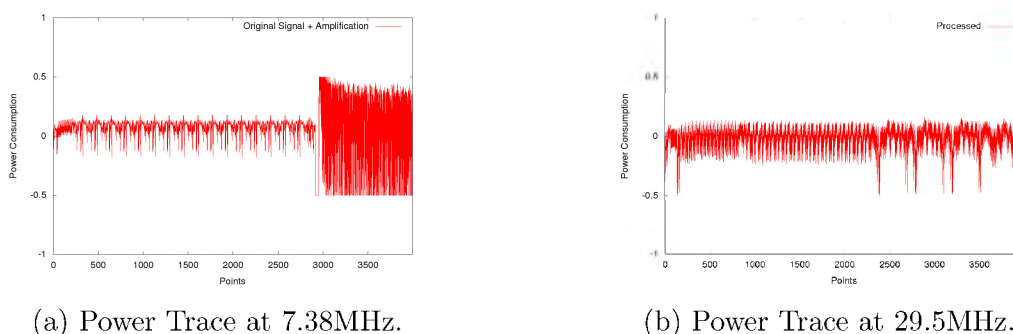 Original Signal + Amplification
1
0.5
0
-0.5
-1
Power Consumption
0 500 1000 1500 2000 2500 3000 3500
Points
(a) Power Trace at 7.38MHz.
Processed
1
0.5
0
-0.5
-1
Power Consumption
0 500 1000 1500 2000 2500 3000 3500
Points
(b) Power Trace at 29.5MHz.